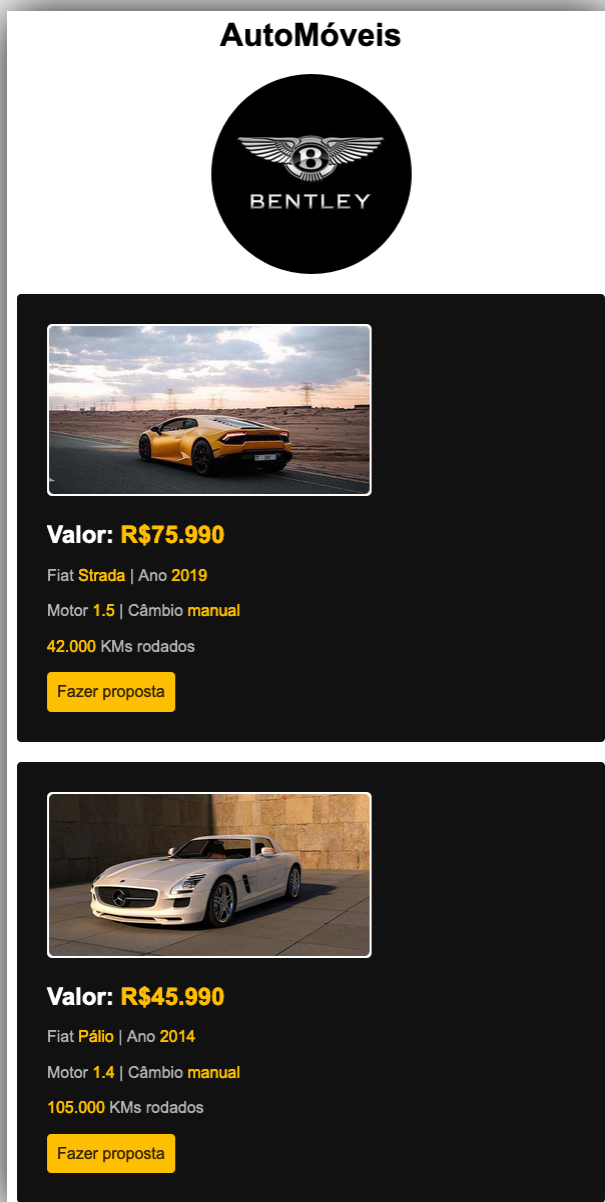 AutoMóveis
B
BENTLEY
Valor: R$75.990
Fiat Strada | Ano 2019
Motor 1.5 | Câmbio manual
42.000 KMs rodados
Fazer proposta
Valor: R$45.990
Fiat Pálio | Ano 2014
Motor 1.4 | Câmbio manual
105.000 KMs rodados
Fazer proposta